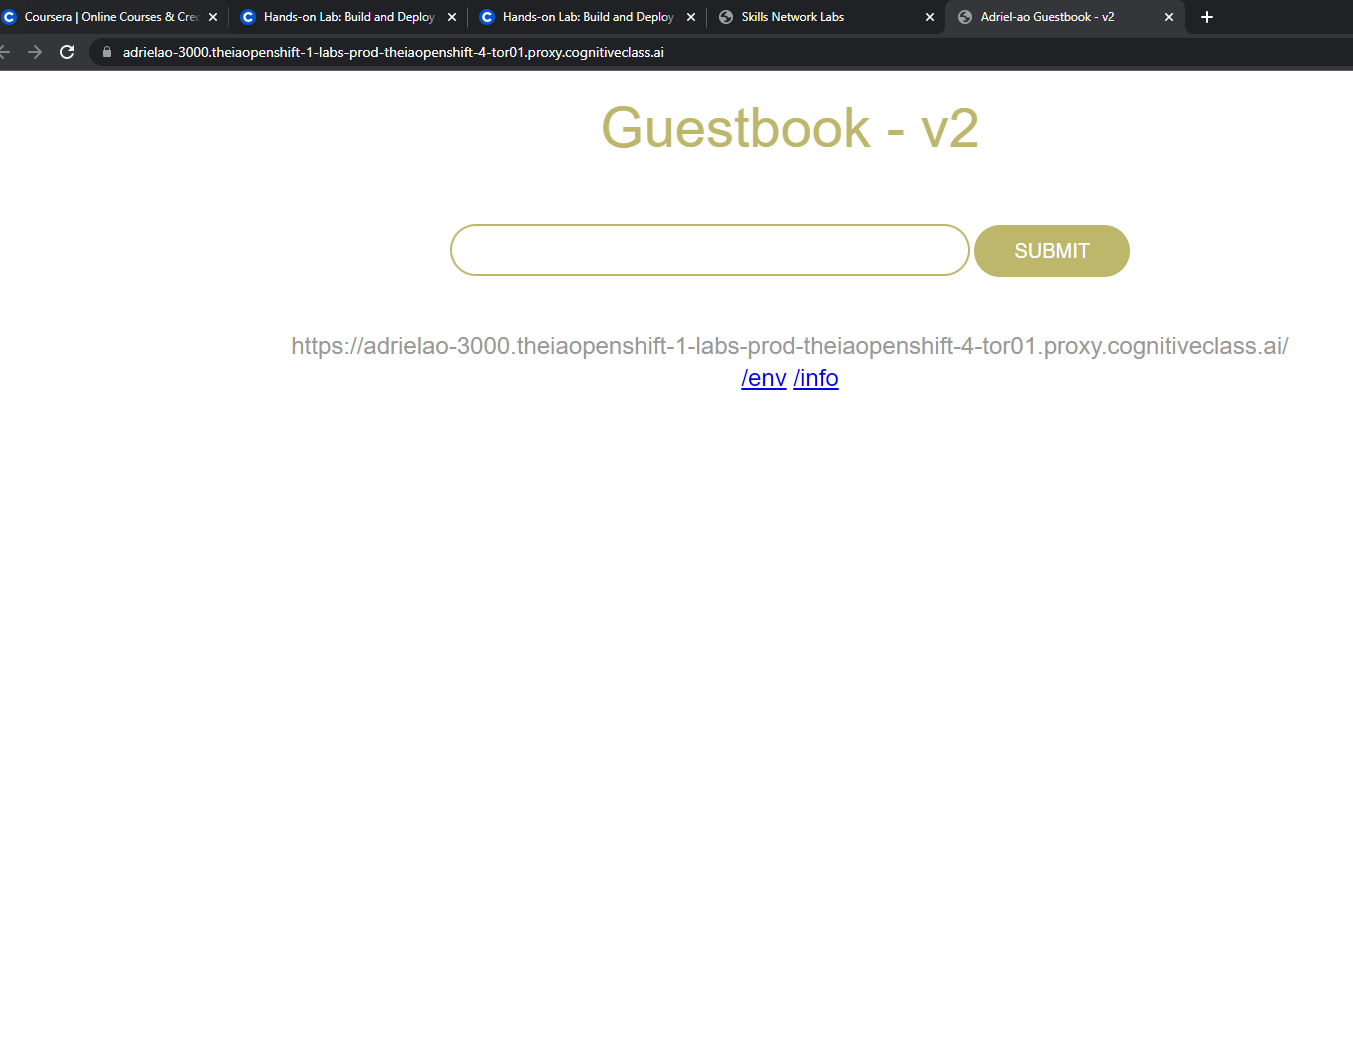 Coursera | Online Courses & Cre
Hands-on Lab: Build and Deploy
Hands-on Lab: Build and Deploy
Skills Network Labs
Adriel-ao Guestbook - v2
adrielao-3000.theiaopenshift-1-labs-prod-theiaopenshift-4-tor01.proxy.cognitiveclass.ai
Guestbook - v2
SUBMIT
https://adrielao-3000.theiaopenshift-1-labs-prod-theiaopenshift-4-tor01.proxy.cognitiveclass.ai/
/env /info